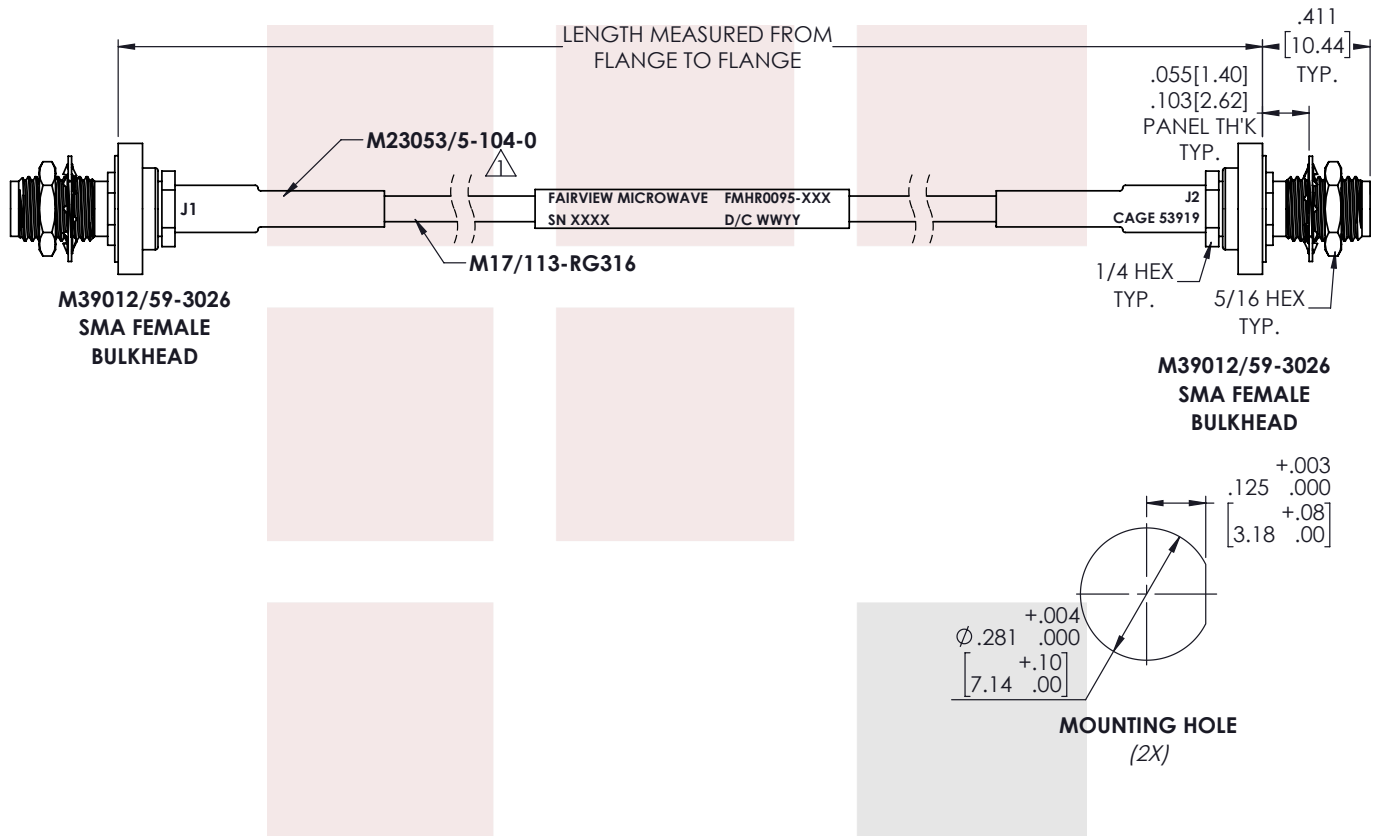 LENGTH MEASURED FROM
FLANGE TO FLANGE
.411
[10.44]
TYP.
.055[1.40]
.103[2.62]
PANEL TH'K
TYP.
M23053/5-104-0
1
J1
FAIRVIEW MICROWAVE FMHR0095-XXX
SN XXXX D/C WWYY
J2
CAGE 53919
M17/113-RG316
1/4 HEX
TYP.
5/16 HEX
TYP.
M39012/59-3026
SMA FEMALE
BULKHEAD
M39012/59-3026
SMA FEMALE
BULKHEAD
+.003
.125 .000
+.08
[3.18 .00]
+.004
Ø.281 .000
+.10
[7.14 .00]
MOUNTING HOLE
(2X)